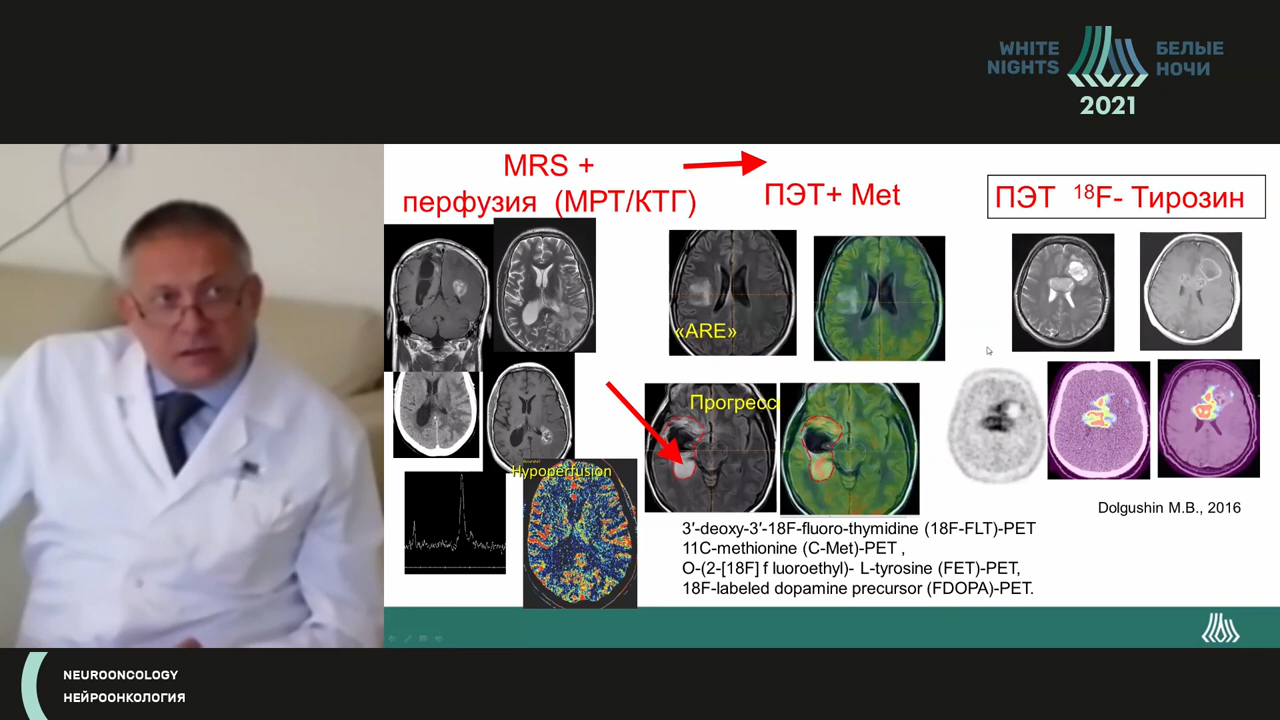 WHITE
NIGHTS
БЕЛЫЕ
НОЧИ
2021
MRS +
перфузия (МРТ/КТГ)
ПЭТ+ Met
ПЭТ 18F- Тирозин
«ARE»
Прогресс
Hypoperfusion
Dolgushin M.B., 2016
3′-deoxy-3′-18F-fluoro-thymidine (18F-FLT)-PET
11C-methionine (C-Met)-PET ,
O-(2-[18F] f luoroethyl)- L-tyrosine (FET)-PET,
18F-labeled dopamine precursor (FDOPA)-PET.
NEUROONCOLOGY
НЕЙРООНКОЛОГИЯ